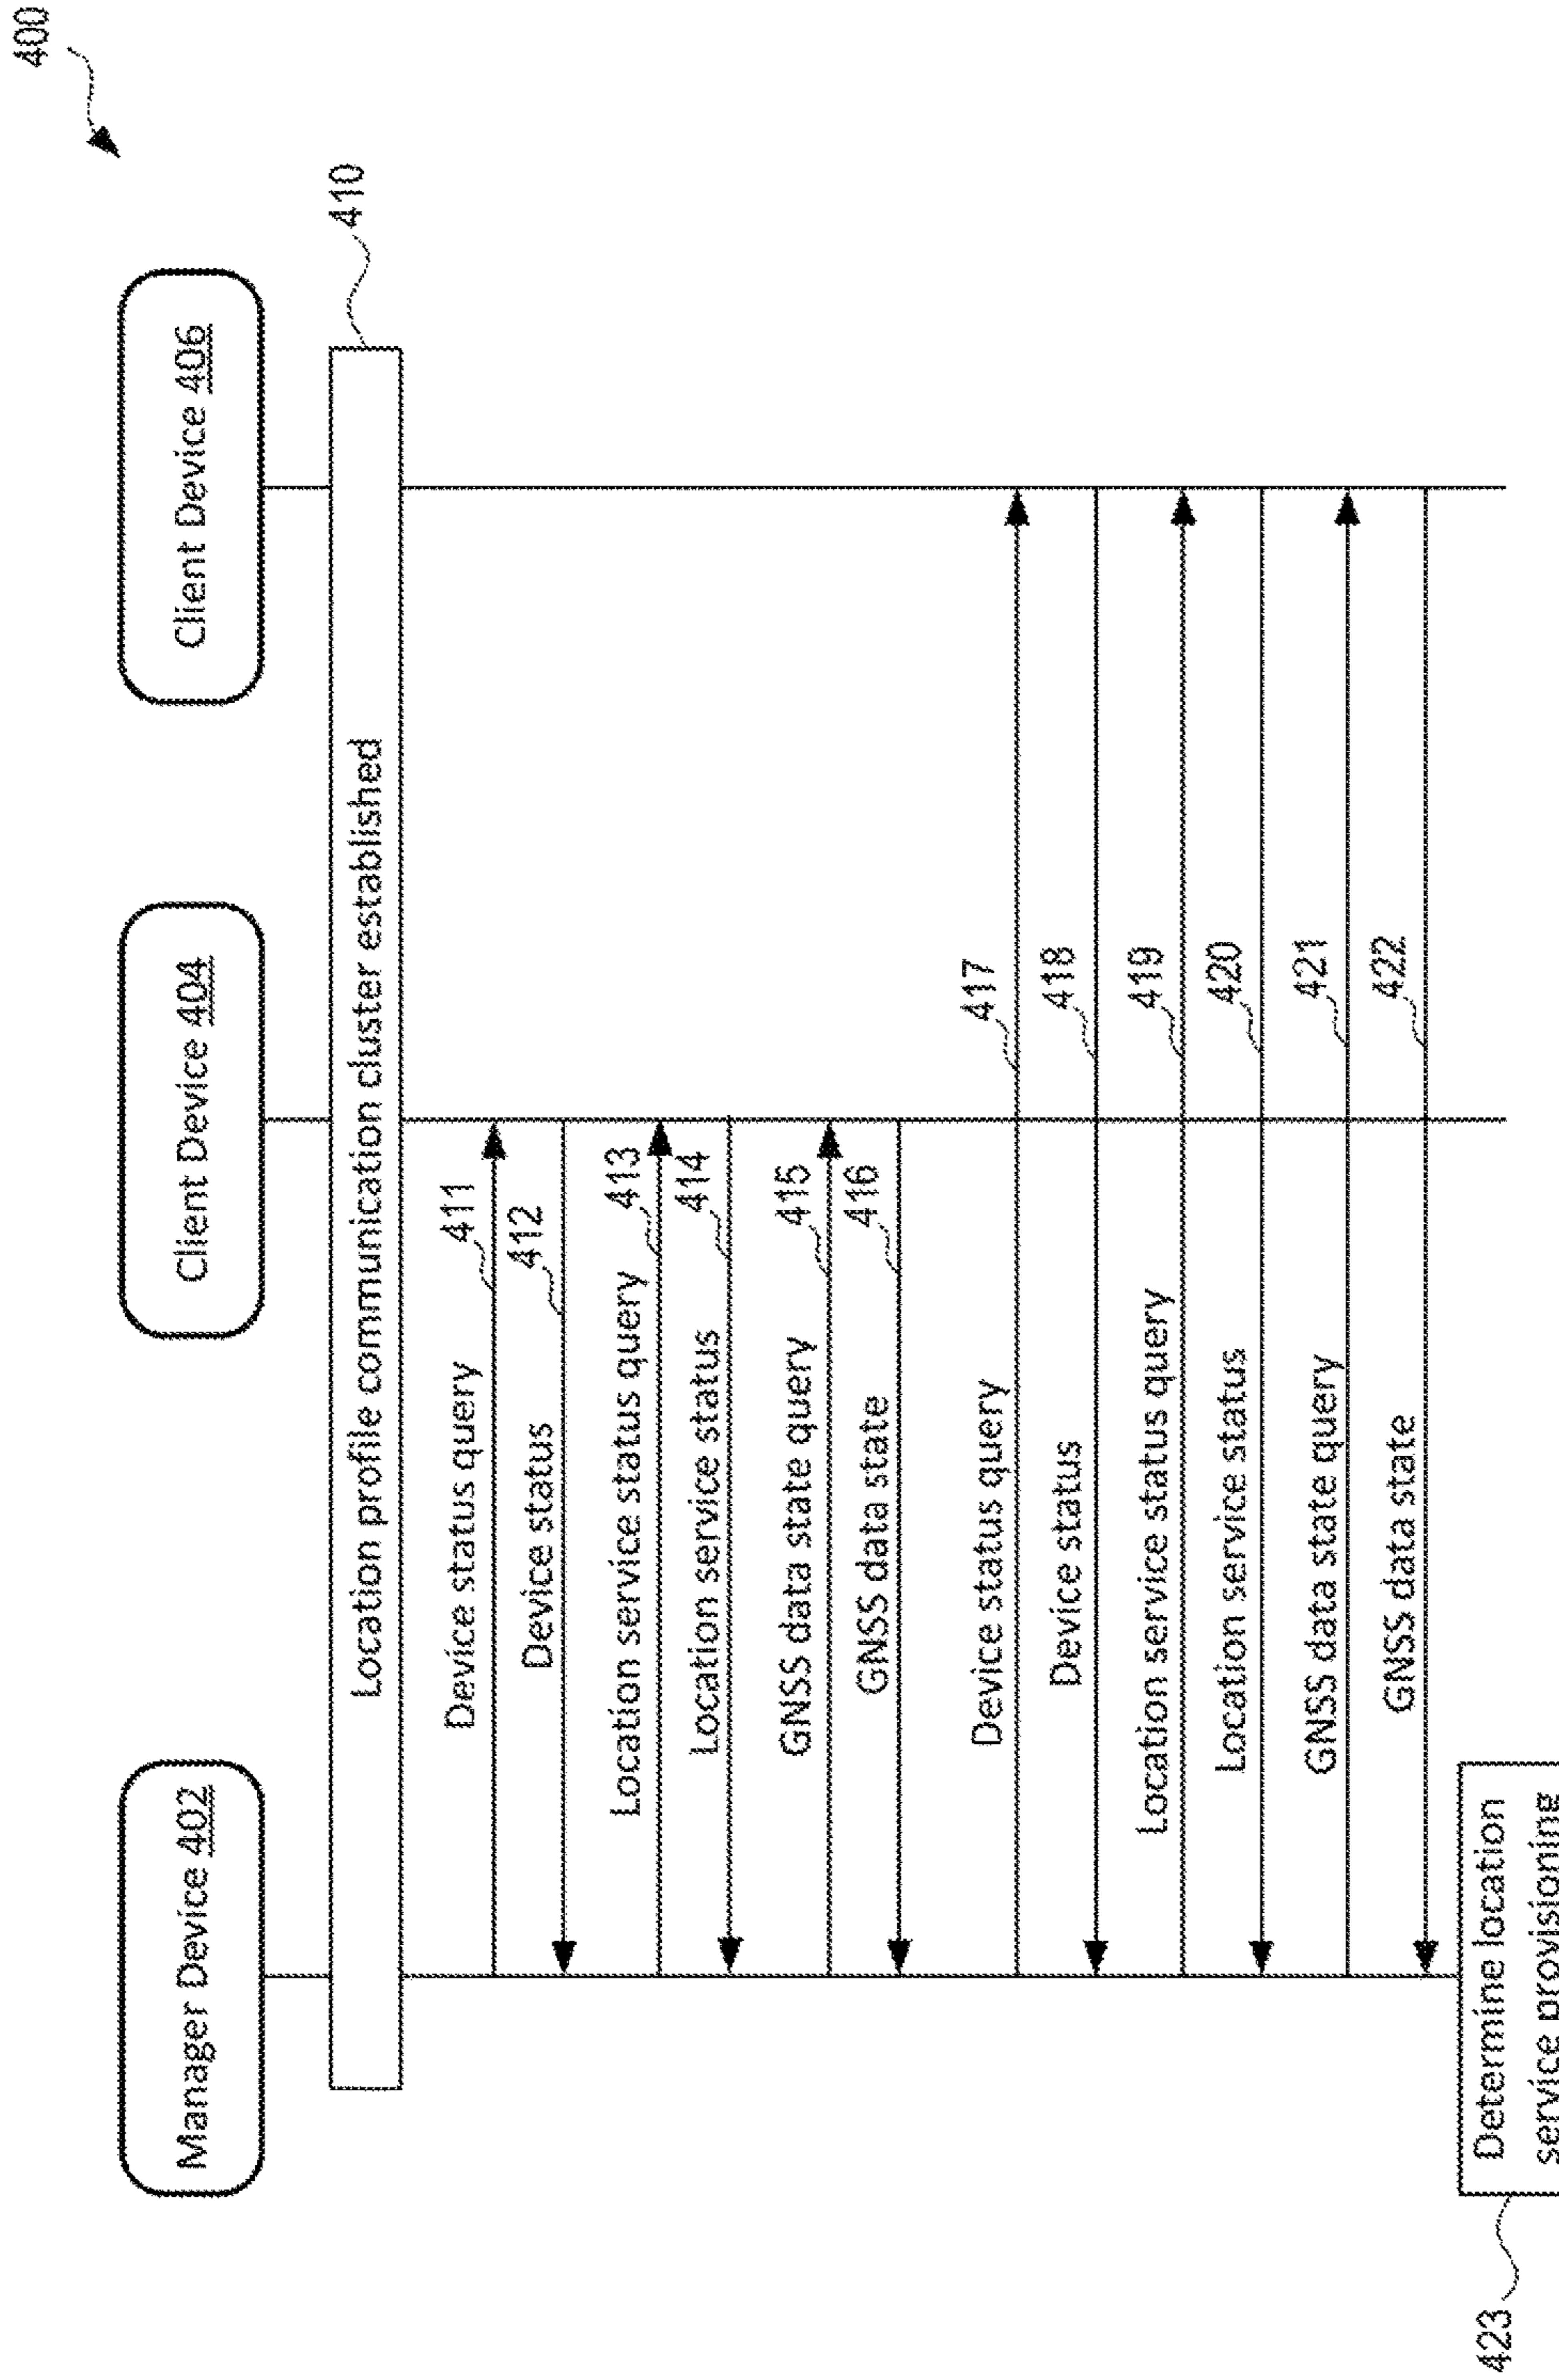 400
Manager Device 402
Client Device 404
Client Device 406
Location profile communication cluster established
410
Device status query
411
Device status
412
Location service status query
413
Location service status
414
GNSS data state query
415
GNSS data state
416
Device status query
417
Device status
418
Location service status query
419
Location service status
420
GNSS data state query
421
GNSS data state
422
Determine location
service provisioning
423